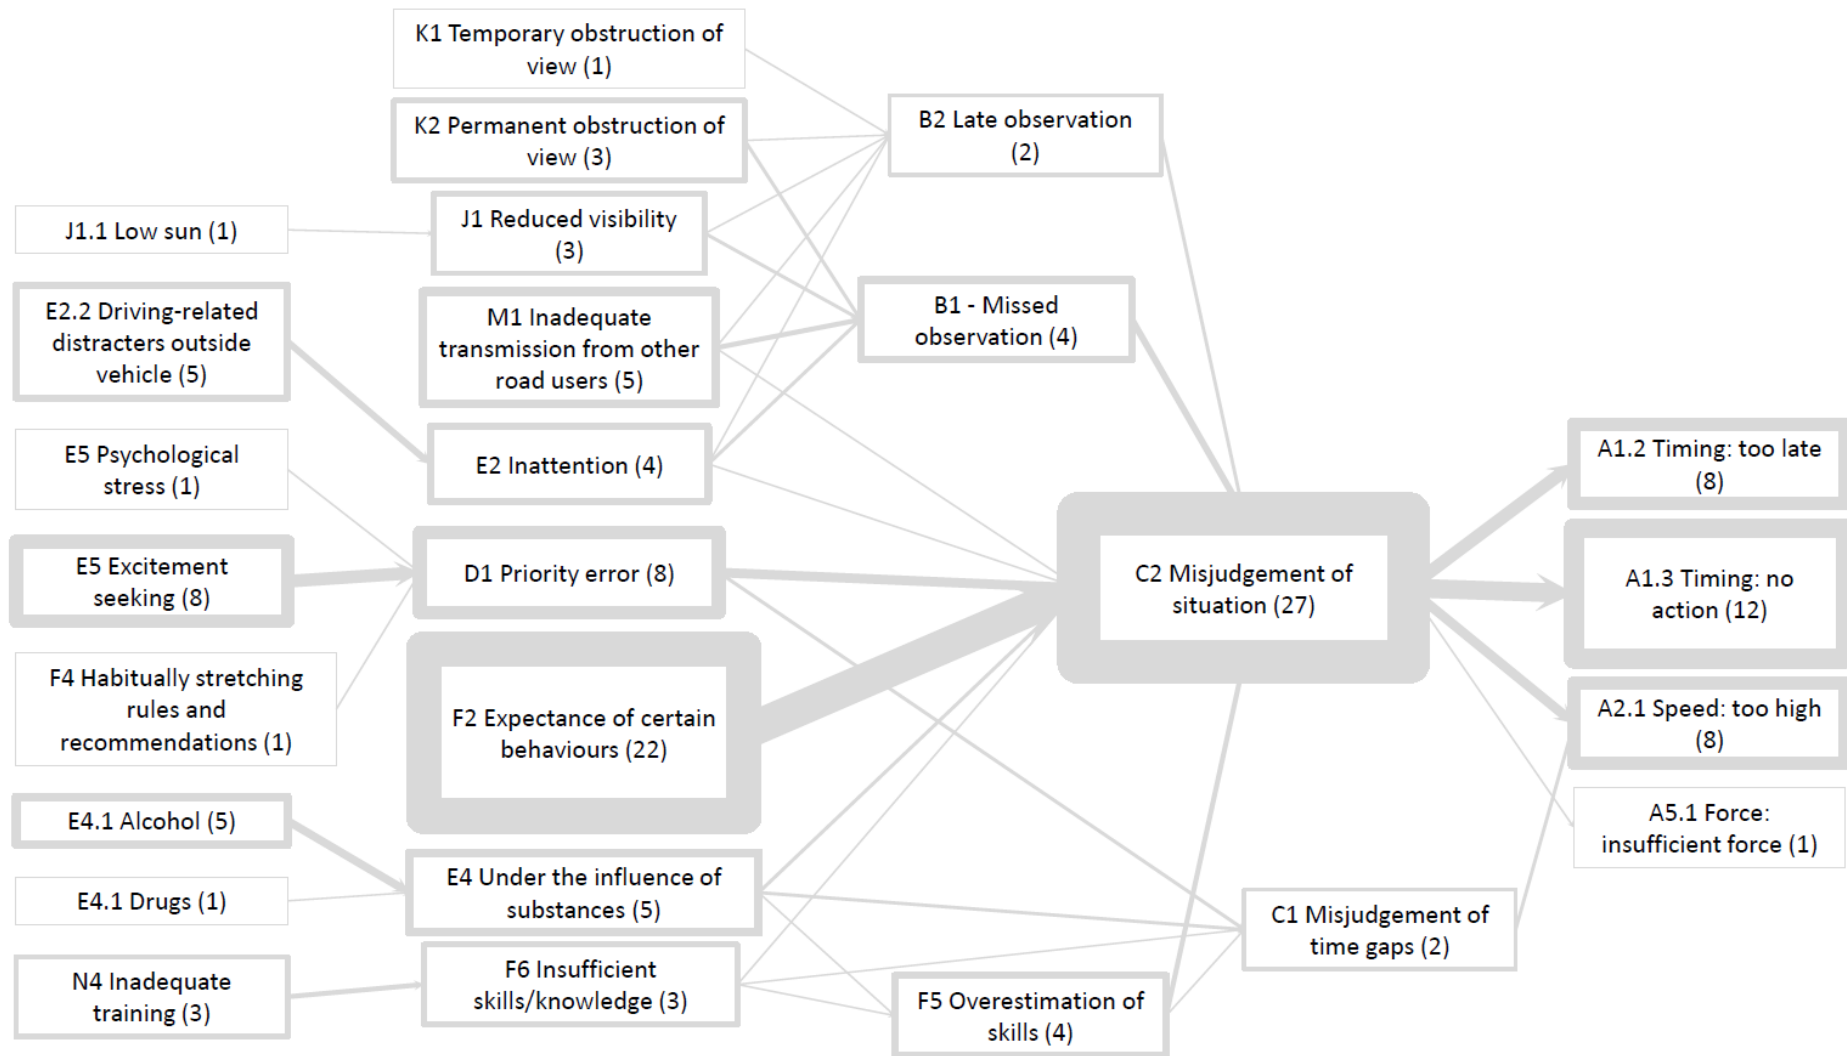 K1 Temporary obstruction of
view (1)
K2 Permanent obstruction of
view (3)
B2 Late observation
(2)
J1.1 Low sun (1)
J1 Reduced visibility
(3)
E2.2 Driving-related
distracters outside
vehicle (5)
M1 Inadequate
transmission from other
road users (5)
B1 - Missed
observation (4)
E5 Psychological
stress (1)
E2 Inattention (4)
A1.2 Timing: too late
(8)
E5 Excitement
seeking (8)
D1 Priority error (8)
C2 Misjudgement of
situation (27)
A1.3 Timing: no
action (12)
F4 Habitually stretching
rules and
recommendations (1)
F2 Expectance of certain
behaviours (22)
A2.1 Speed: too high
(8)
E4.1 Alcohol (5)
A5.1 Force:
insufficient force (1)
E4.1 Drugs (1)
E4 Under the influence of
substances (5)
C1 Misjudgement of
time gaps (2)
N4 Inadequate
training (3)
F6 Insufficient
skills/knowledge (3)
F5 Overestimation of
skills (4)